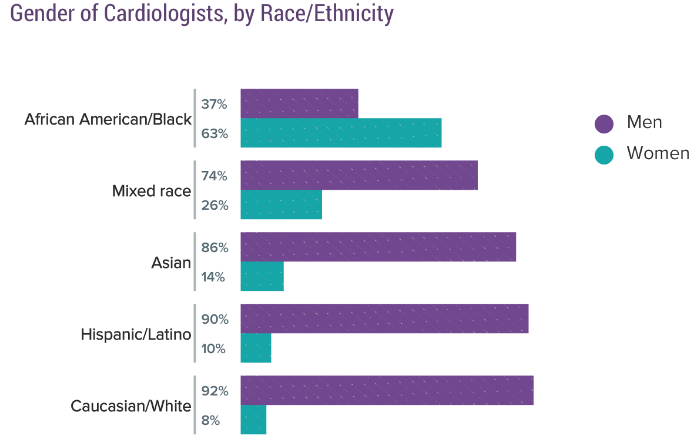 Gender of Cardiologists, by Race/Ethnicity
African American/Black
37%
63%
Men
Women
Mixed race
74%
26%
Asian
86%
14%
Hispanic/Latino
90%
10%
Caucasian/White
92%
8%